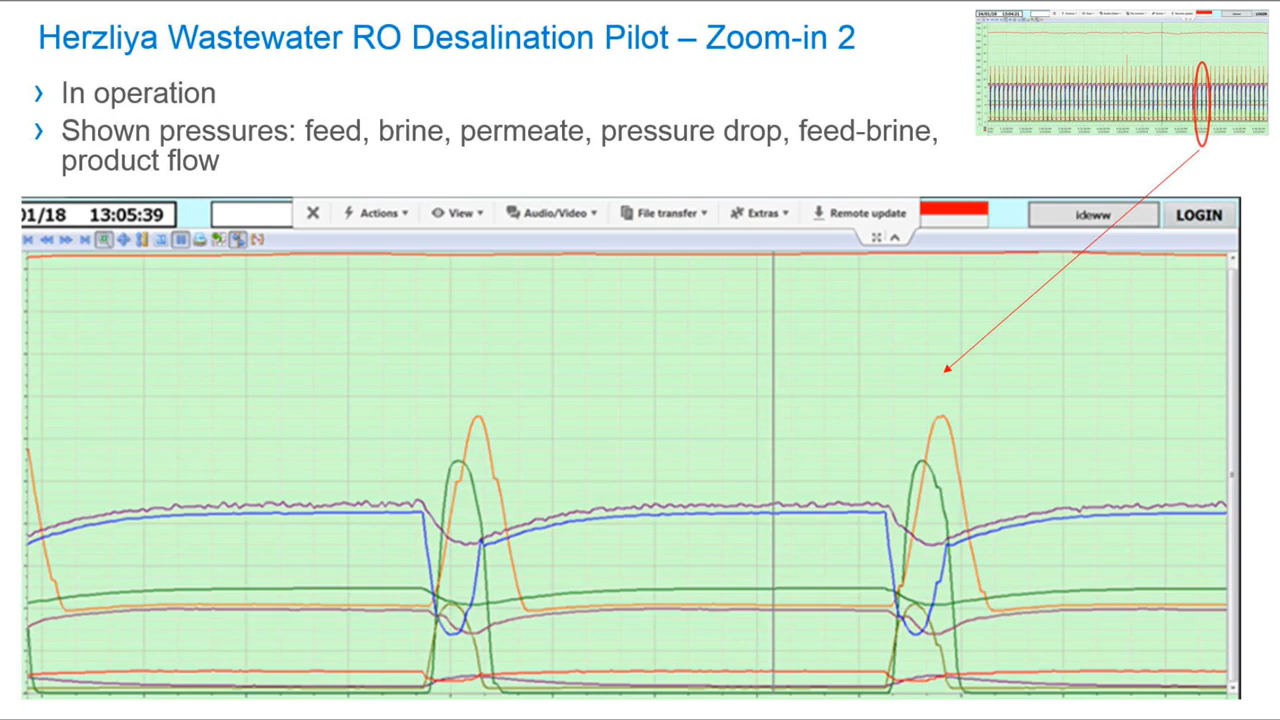 Herzliya Wastewater RO Desalination Pilot – Zoom-in 2
› In operation
› Shown pressures: feed, brine, permeate, pressure drop, feed-brine,
product flow
01/18 13:05:39
Actions View Audio/Video File transfer Extras Remote update
ideww
LOGIN